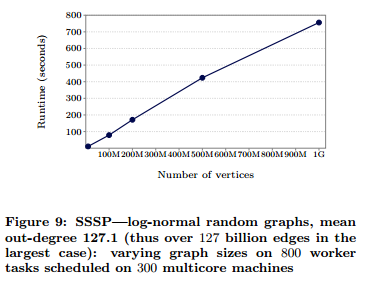 800
700
600
500
400
300
200
100
Runtime (seconds)
100M 200M 300M 400M 500M 600M 700M 800M 900M 1G
Number of vertices
Figure 9: SSSP—log-normal random graphs, mean
out-degree 127.1 (thus over 127 billion edges in the
largest case): varying graph sizes on 800 worker
tasks scheduled on 300 multicore machines